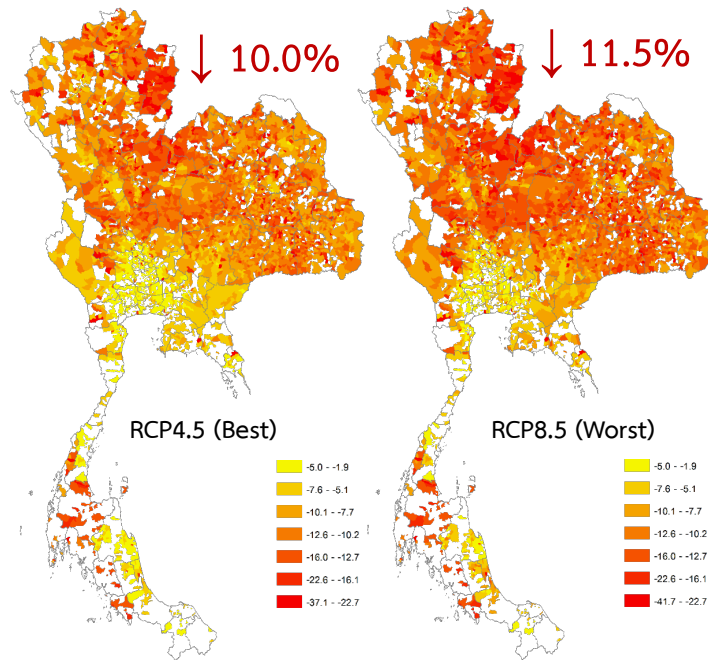 ↓ 10.0%
↓ 11.5%
RCP4.5 (Best)
RCP8.5 (Worst)
-5.0 - -1.9
-7.6 - -5.1
-10.1 - -7.7
-12.6 - -10.2
-16.0 - -12.7
-22.6 - -16.1
-37.1 - -22.7
-5.0 - -1.9
-7.6 - -5.1
-10.1 - -7.7
-12.6 - -10.2
-16.0 - -12.7
-22.6 - -16.1
-41.7 - -22.7